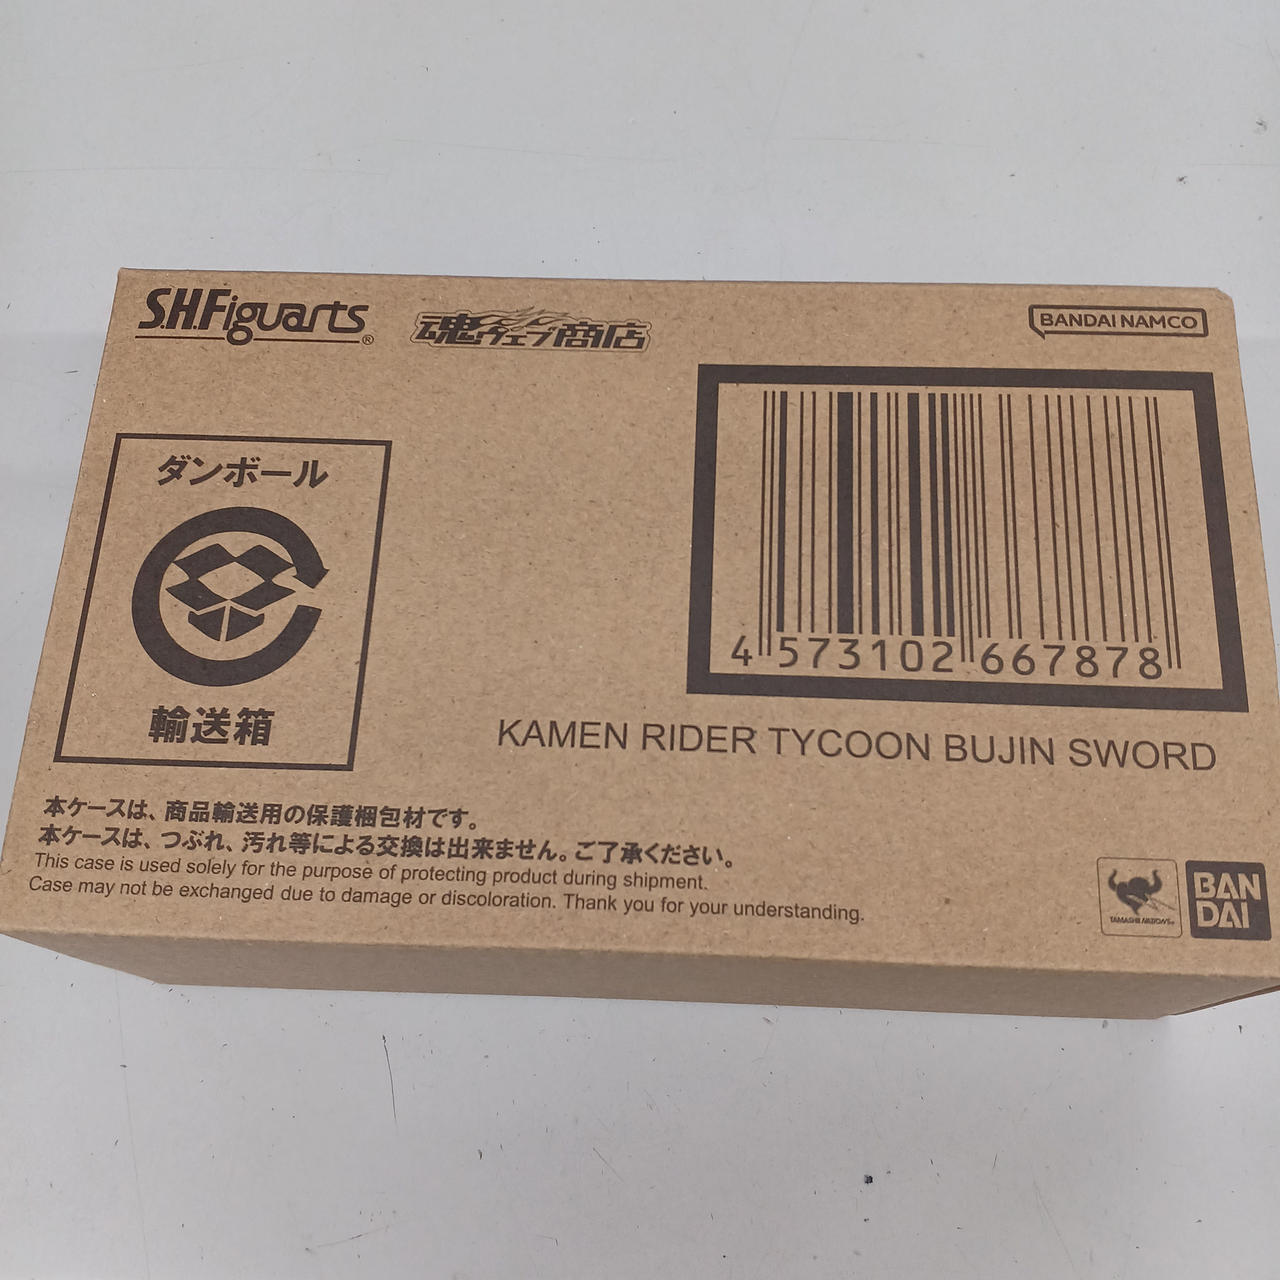 S.H.Figuarts®
魂ウェブ商店
BANDAI NAMCO
ダンボール
輸送箱
4 573102 667878
KAMEN RIDER TYCOON BUJIN SWORD
本ケースは、商品輸送用の保護梱包材です。
本ケースは、つぶれ、汚れ等による交換は出来ません。ご了承ください。
This case is used solely for the purpose of protecting product during shipment.
Case may not be exchanged due to damage or discoloration. Thank you for your understanding.
TAMASHII NATIONS
BAN
DAI